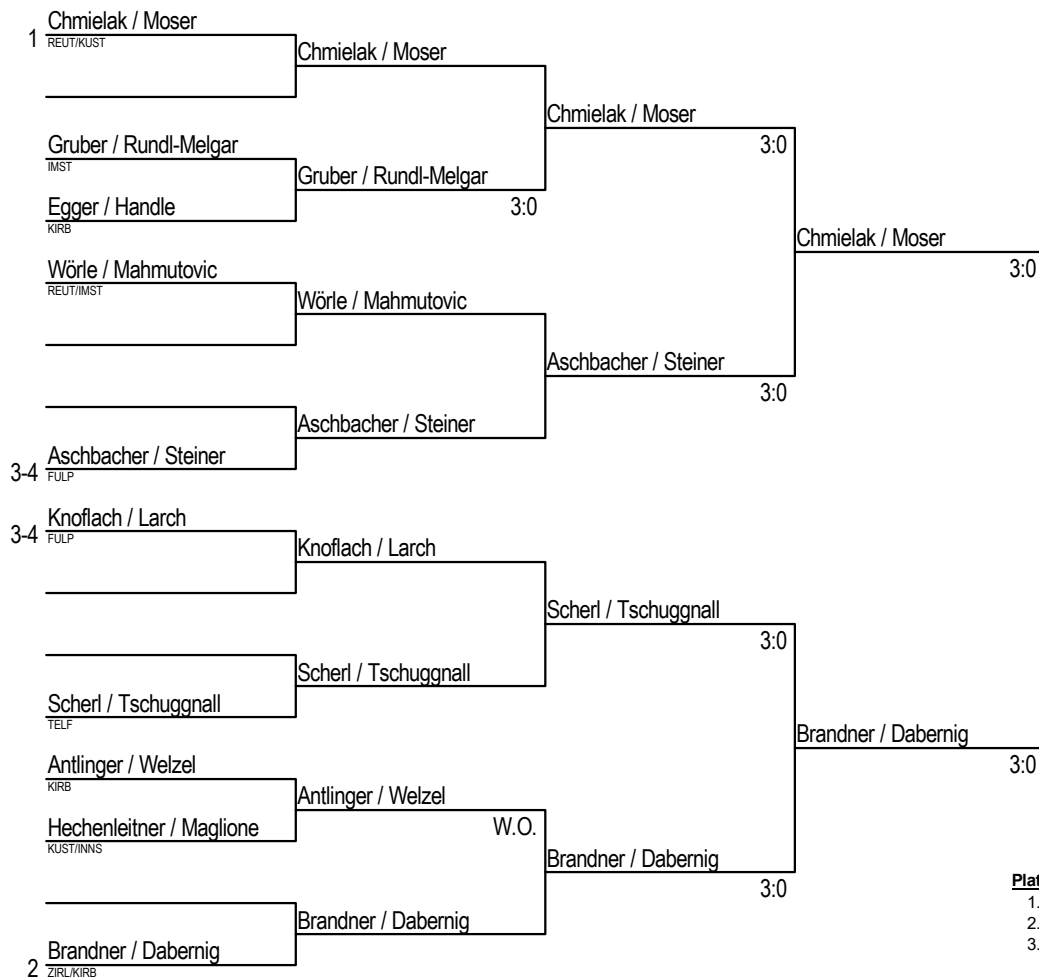 1 Chmielak / Moser
REUT/KUST
Gruber / Rundl-Melgar
IMST
Egger / Handle
KIRB
Wörle / Mahmutovic
REUT/IMST
3-4 Aschbacher / Steiner
FULP
3-4 Knoflach / Larch
FULP
Scherl / Tschuggnall
TELF
Antlinger / Welzel
KIRB
Hechenleitner / Maglione
KUST/INNS
2 Brandner / Dabernig
ZIRL/KIRB
Chmielak / Moser
Gruber / Rundl-Melgar
3:0
Wörle / Mahmutovic
Aschbacher / Steiner
Knoflach / Larch
Scherl / Tschuggnall
Antlinger / Welzel
W.O.
Brandner / Dabernig
Chmielak / Moser
3:0
Aschbacher / Steiner
3:0
Scherl / Tschuggnall
3:0
Brandner / Dabernig
3:0
Chmielak / Moser
3:0
Brandner / Dabernig
3:0
1.
2.
3.